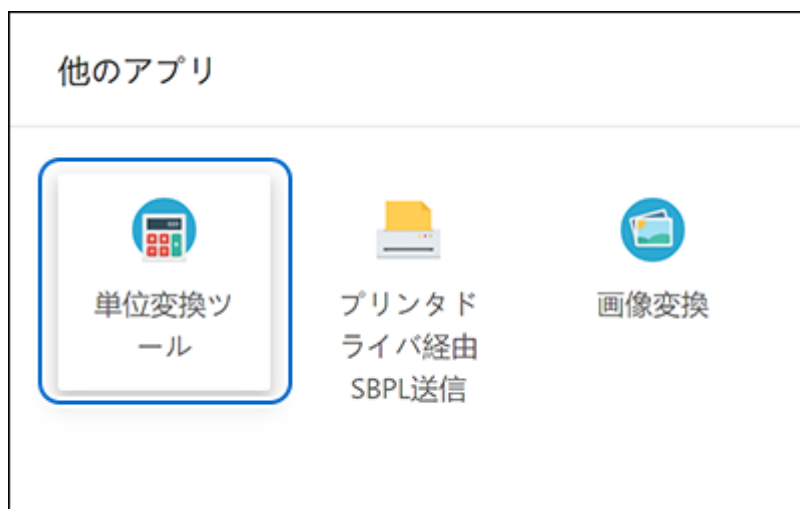 他のアプリ
単位変換ツ
ール
プリンタド
ライバ経由
SBPL送信
画像変換